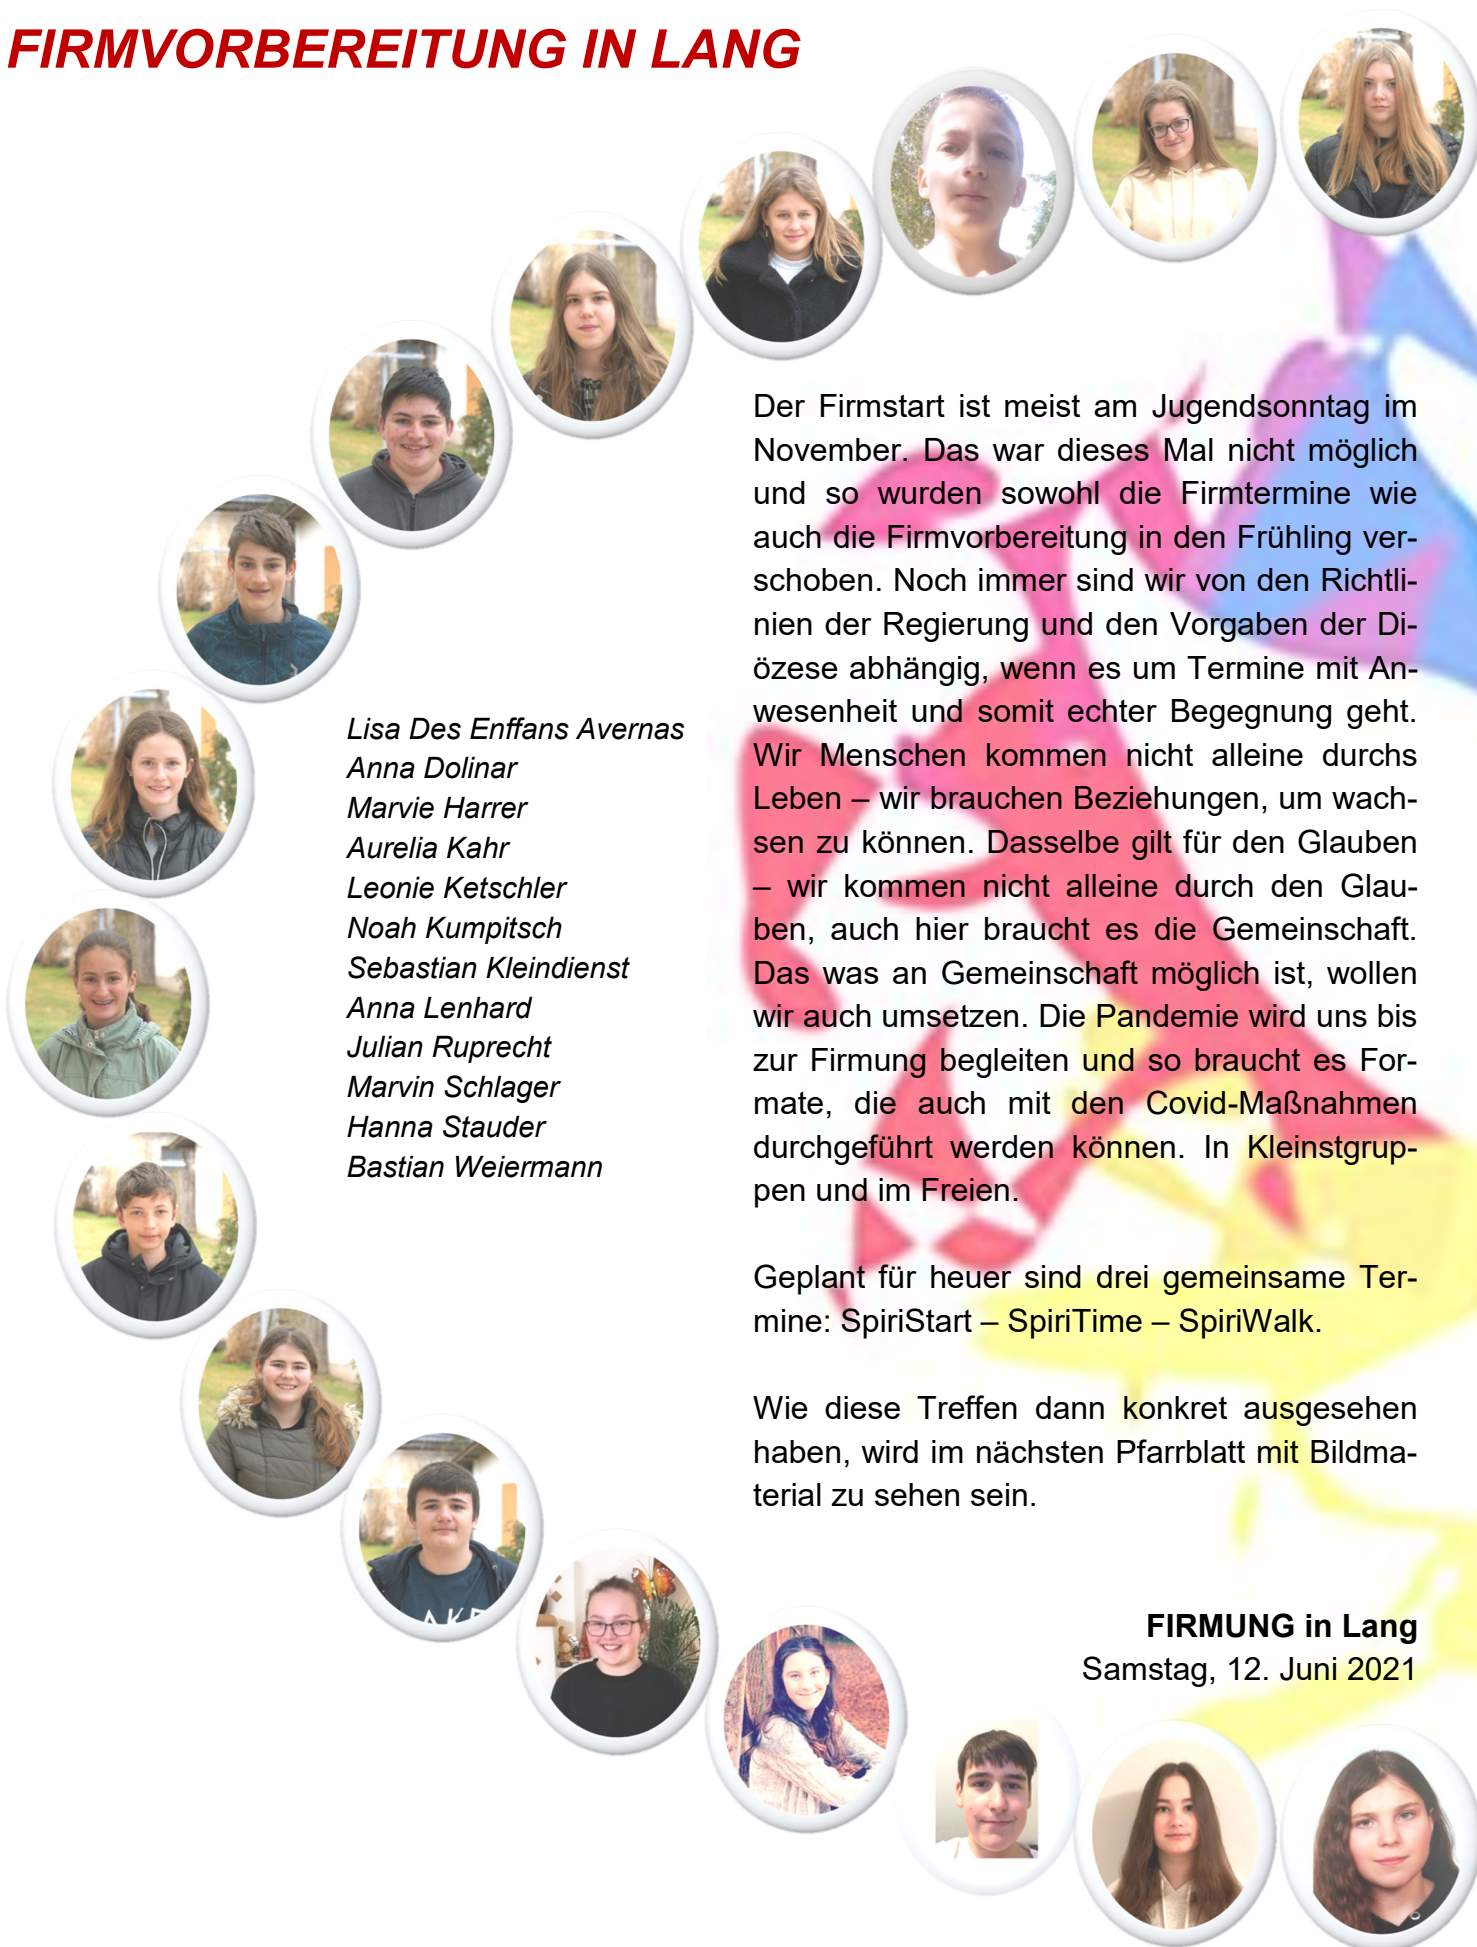 FIRMVORBEREITUNG IN LANG
Lisa Des Enffans Avernas
Anna Dolinar
Marvie Harrer
Aurelia Kahr
Leonie Ketschler
Noah Kumpitsch
Sebastian Kleindienst
Anna Lenhard
Julian Ruprecht
Marvin Schlager
Hanna Stauder
Bastian Weiermann
Der Firmstart ist meist am Jugendsonntag im
November. Das war dieses Mal nicht möglich
und so wurden sowohl die Firmtermine wie
auch die Firmvorbereitung in den Frühling ver-
schoben. Noch immer sind wir von den Richtli-
nien der Regierung und den Vorgaben der Di-
özese abhängig, wenn es um Termine mit An-
wesenheit und somit echter Begegnung geht.
Wir Menschen kommen nicht alleine durchs
Leben – wir brauchen Beziehungen, um wach-
sen zu können. Dasselbe gilt für den Glauben
– wir kommen nicht alleine durch den Glau-
ben, auch hier braucht es die Gemeinschaft.
Das was an Gemeinschaft möglich ist, wollen
wir auch umsetzen. Die Pandemie wird uns bis
zur Firmung begleiten und so braucht es For-
mate, die auch mit den Covid-Maßnahmen
durchgeführt werden können. In Kleinstgrup-
pen und im Freien.
Geplant für heuer sind drei gemeinsame Ter-
mine: SpiriStart – SpiriTime – SpiriWalk.
Wie diese Treffen dann konkret ausgesehen
haben, wird im nächsten Pfarrblatt mit Bildma-
terial zu sehen sein.
FIRMUNG in Lang
Samstag, 12. Juni 2021